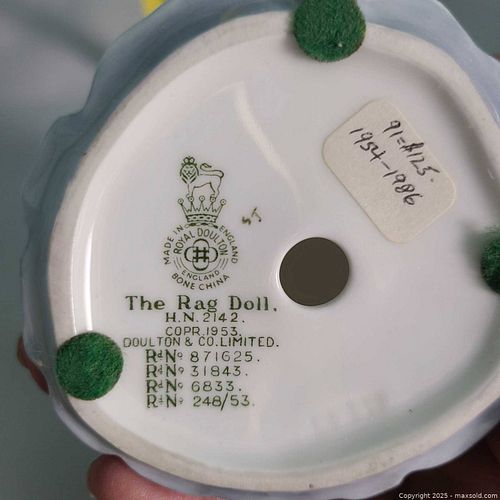 91=$125.
1954-1986
ST
MADE IN ENGLAND
ROYAL DOULTON
ENGLAND
BONE CHINA
The Rag Doll.
H.N. 2142.
COPR. 1953.
DOULTON & CO. LIMITED.
Rd No 871625.
Rd No 31843.
Rd No 6833.
Rd No 248/53.
Copyright 2025 - maxsold.com